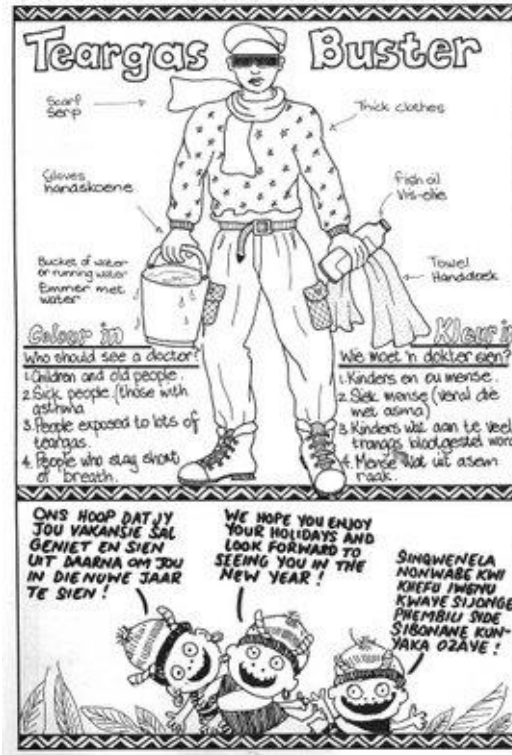 Teargas Buster
Scarf
serp
Thick clothes
Gloves
handskoene
Fish oil
Vis-olie
Bucket of water
or running water
Emmer met
water
Towel
Handdoek
Colour in
Who should see a doctor?
1. Children and old people.
2. Sick people. (those with
asthma
3. People exposed to lots of
teargas.
4. People who stay short
of breath.
Kleur in
Wie moet 'n dokter sien?
1. Kinders en ou mense.
2. Siek mense (veral die
met asma)
3. Kinders wat aan te veel
traangas blootgestel word
4. Mense wat uit asem
raak.
ONS HOOP DAT JY
JOU VAKANSIE SAL
GENIET EN SIEN
UIT DAARNA OM JOU
IN DIE NUWE JAAR
TE SIEN!
WE HOPE YOU ENJOY
YOUR HOLIDAYS AND
LOOK FORWARD TO
SEEING YOU IN THE
NEW YEAR!
SINQWENELA
NONWABE KWI
KHEFU IWENU
KWAYE SIJONGE
PHEMBILI SIDE
SIBONANE KUN-
YAKA OZAYE!